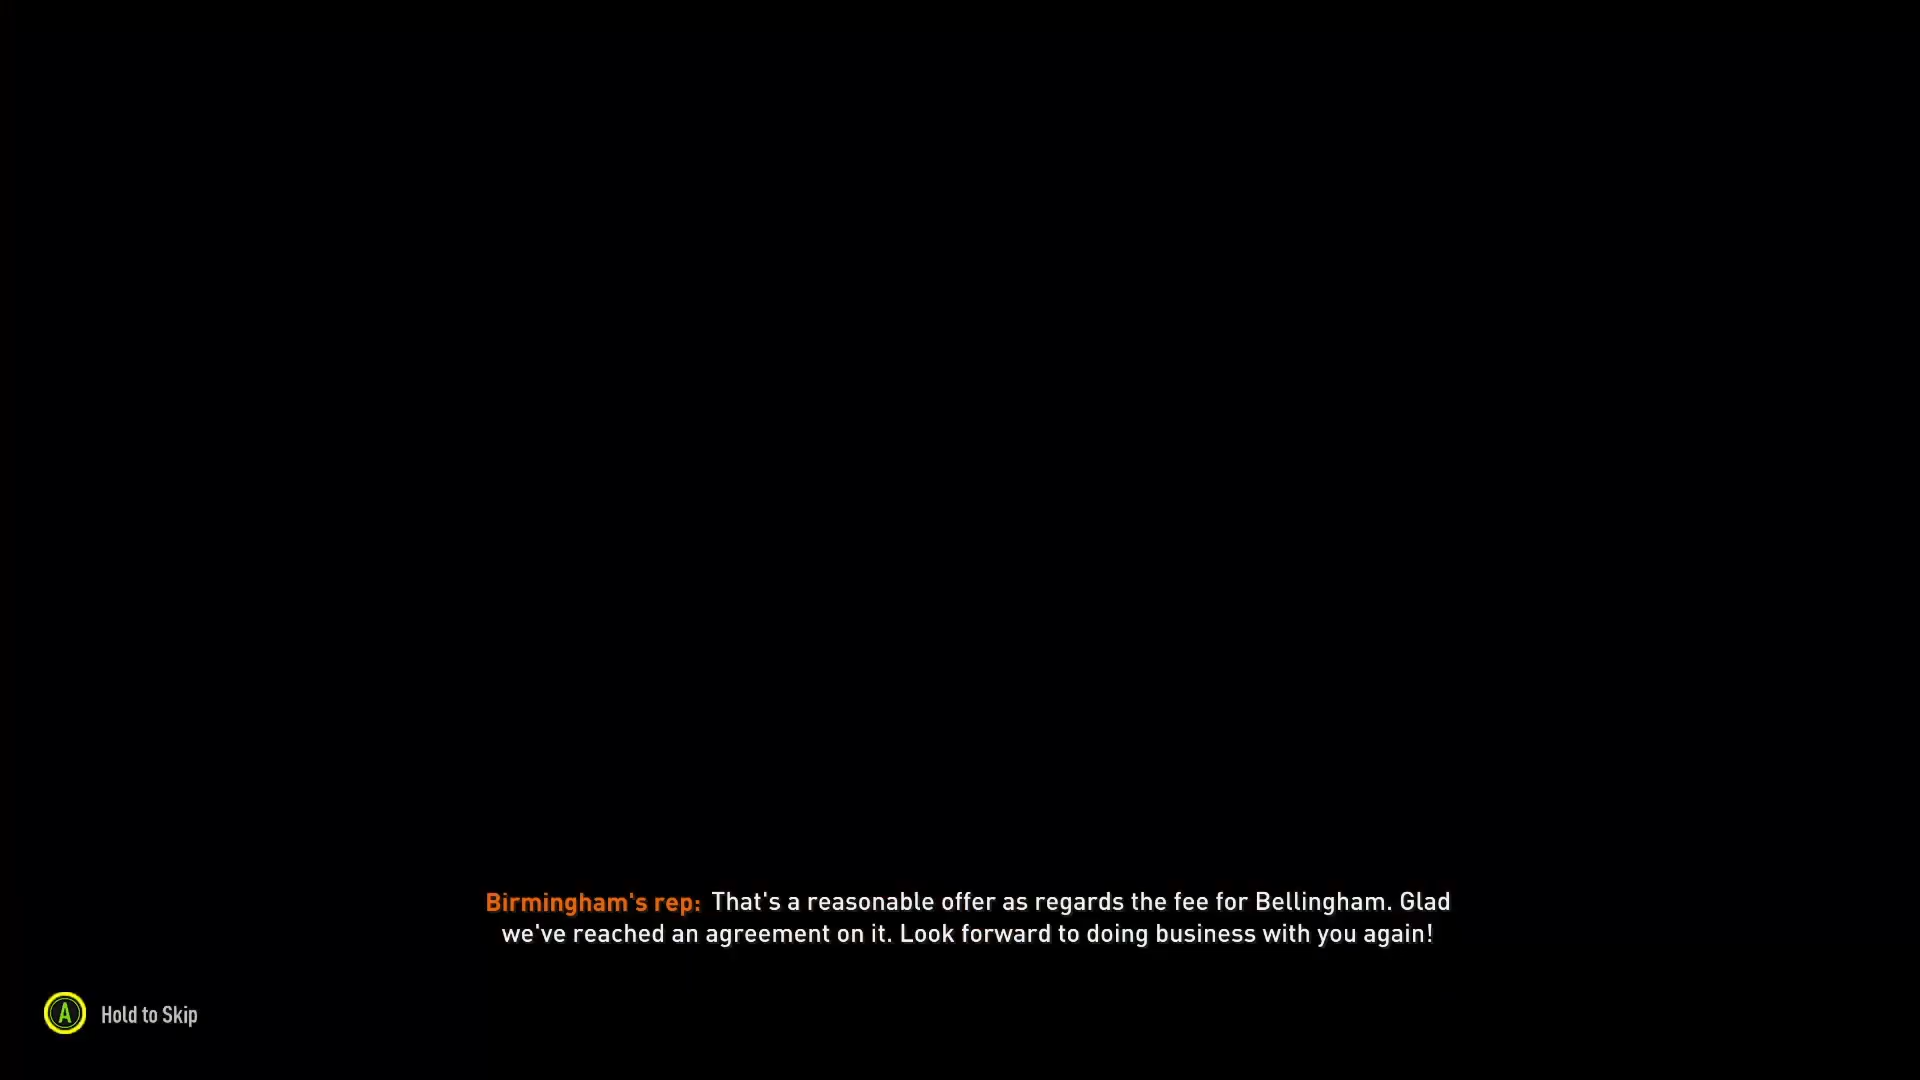 Birmingham's rep: That's a reasonable offer as regards the fee for Bellingham. Glad
we've reached an agreement on it. Look forward to doing business with you again!
A Hold to Skip